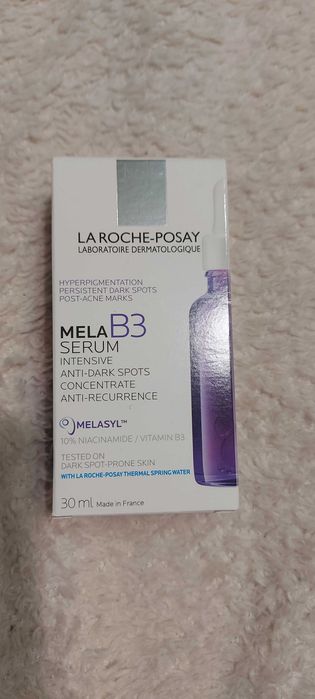 LA ROCHE-POSAY
LABORATOIRE DERMATOLOGIQUE
HYPERPIGMENTATION
PERSISTENT DARK SPOTS
POST-ACNE MARKS
MELA B3
SERUM
INTENSIVE
ANTI-DARK SPOTS
CONCENTRATE
ANTI-RECURRENCE
MELASYL™
10% NIACINAMIDE / VITAMIN B3
TESTED ON
DARK SPOT-PRONE SKIN
WITH LA ROCHE-POSAY THERMAL SPRING WATER
30 ml Made in France